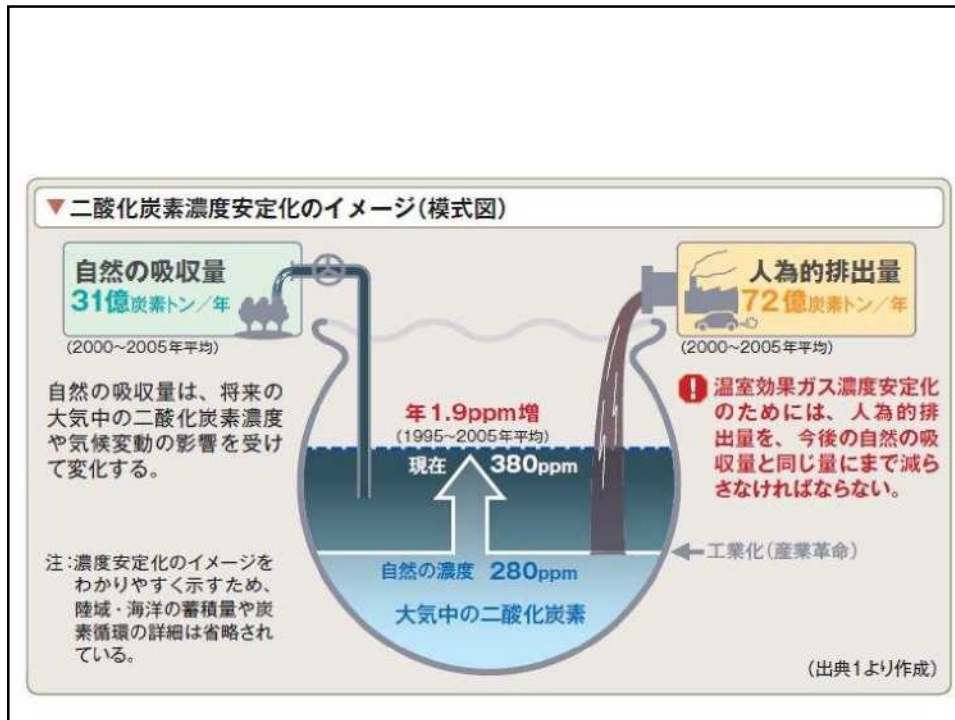 ▼二酸化炭素濃度安定化のイメージ(模式図)
自然の吸収量
31億炭素トン/年
(2000~2005年平均)
自然の吸収量は、将来の
大気中の二酸化炭素濃度
や気候変動の影響を受け
て変化する。
注:濃度安定化のイメージを
わかりやすく示すため、
陸域・海洋の蓄積量や炭
素循環の詳細は省略され
ている。
年1.9ppm増
(1995~2005年平均)
現在 380ppm
自然の濃度 280ppm
大気中の二酸化炭素
人為的排出量
72億炭素トン/年
(2000~2005年平均)
! 温室効果ガス濃度安定化
のためには、人為的排
出量を、今後の自然の吸
収量と同じ量にまで減ら
さなければならない。
工業化(産業革命)
(出典1より作成)